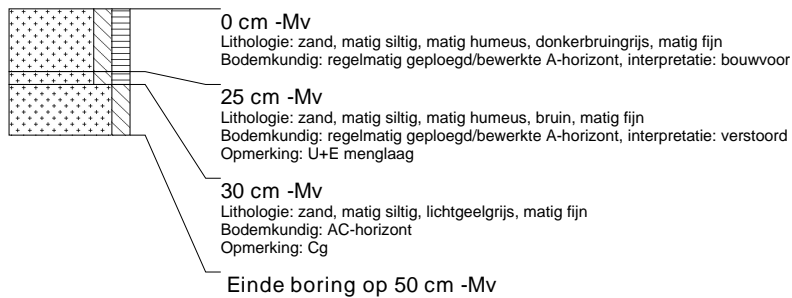 0 cm -Mv
Lithologie: zand, matig siltig, matig humeus, donkerbruingrijs, matig fijn
Bodemkundig: regelmatig geploegd/bewerkte A-horizont, interpretatie: bouwvoor
25 cm -Mv
Lithologie: zand, matig siltig, matig humeus, bruin, matig fijn
Bodemkundig: regelmatig geploegd/bewerkte A-horizont, interpretatie: verstoord
Opmerking: U+E menglaag
30 cm -Mv
Lithologie: zand, matig siltig, lichtgeelgrijs, matig fijn
Bodemkundig: AC-horizont
Opmerking: Cg
Einde boring op 50 cm -Mv